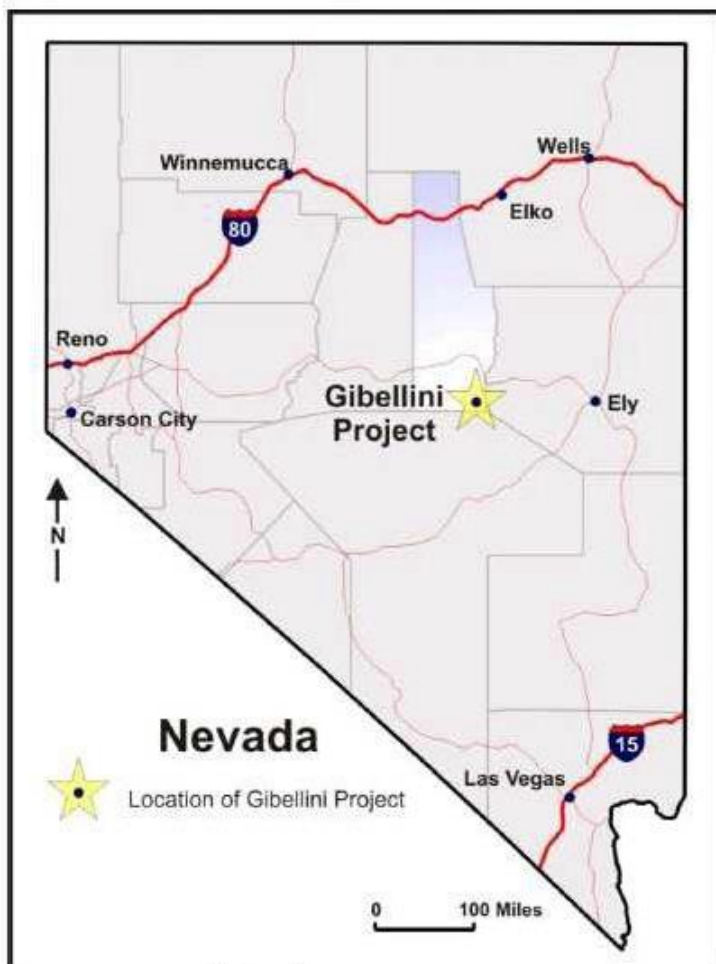 Winnemucca
Wells
Elko
80
Reno
Carson City
Gibellini
Project
Ely
N
Nevada
Location of Gibellini Project
15
Las Vegas
0 100 Miles